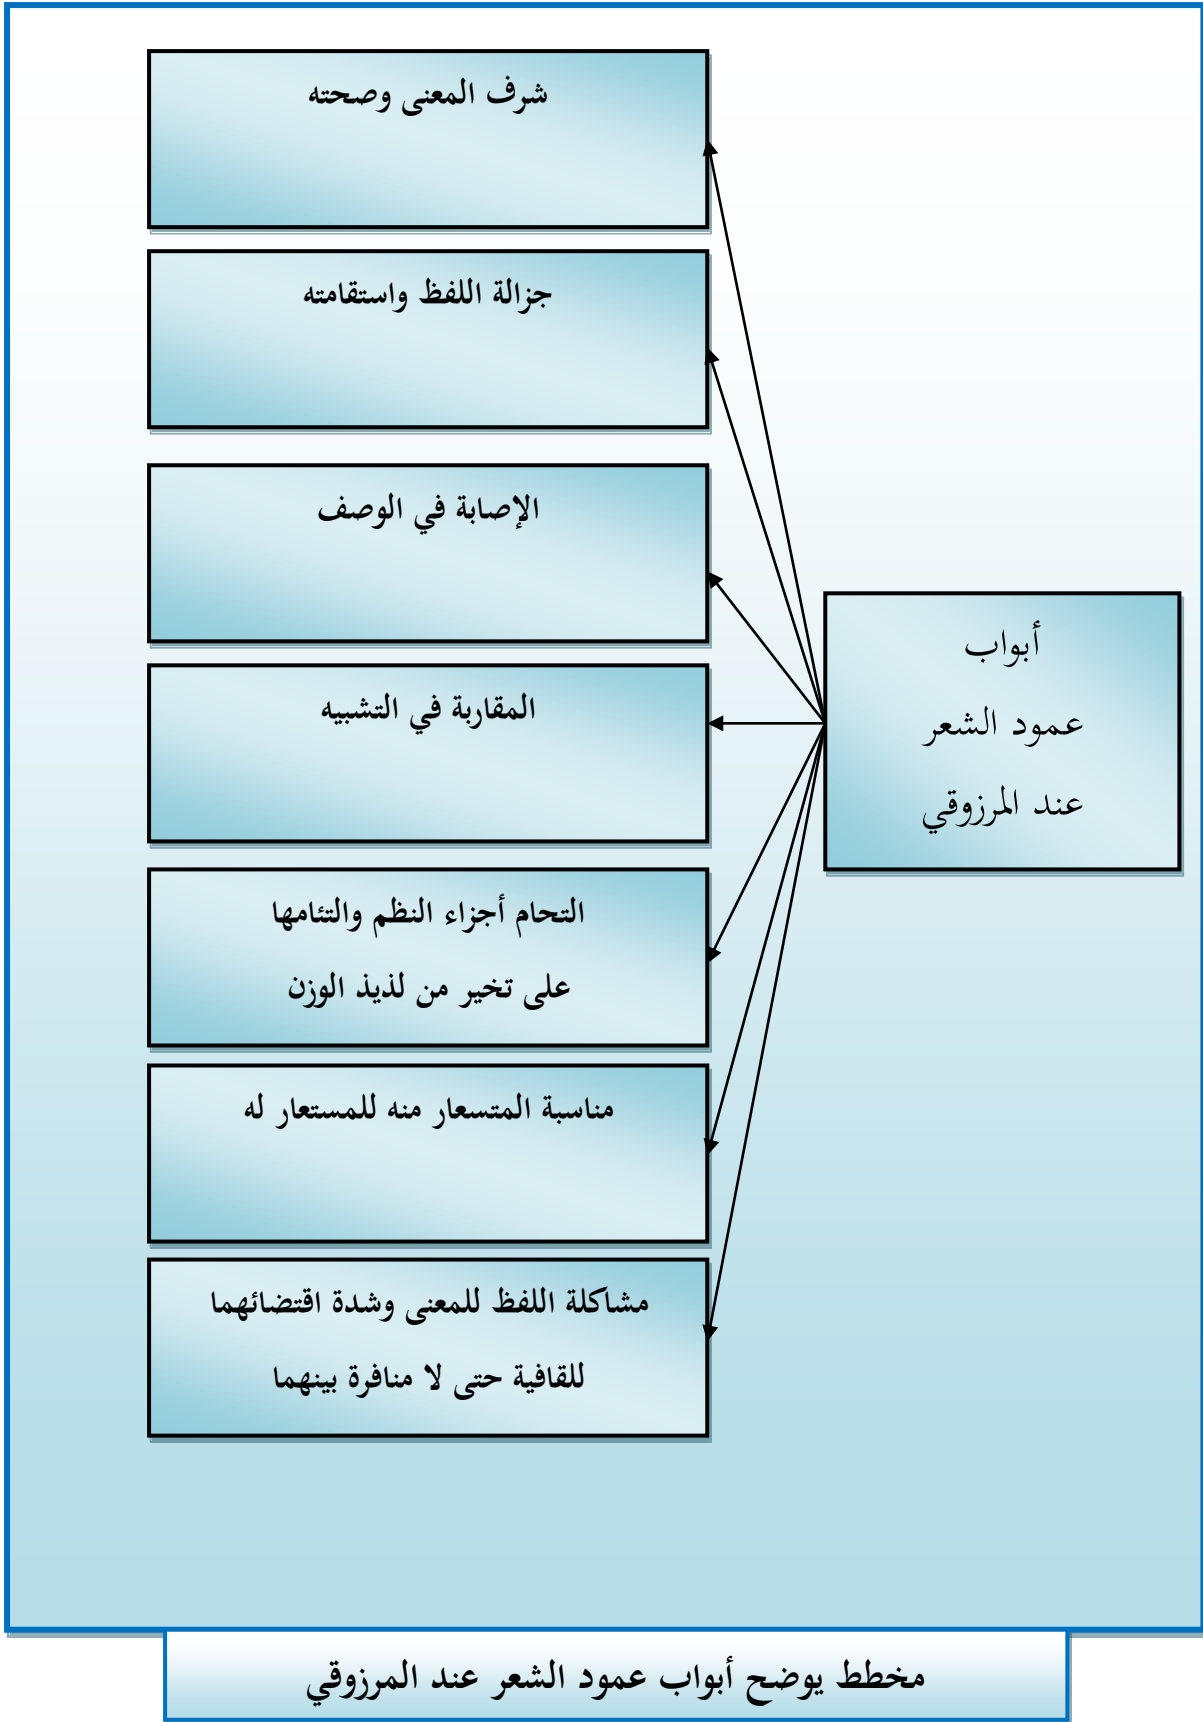 شرف المعنى وصحته
جزالة اللفظ واستقامته
الإصابة في الوصف
أبواب
عمود الشعر
عند المرزوقي
المقاربة في التشبيه
التحام أجزاء النظم والتئامها
على تخير من لذيذ الوزن
مناسبة المتسعار منه للمستعار له
مشاكلة اللفظ للمعنى وشدة اقتضائهما
للقافية حتى لا منافرة بينهما
مخطط يوضح أبواب عمود الشعر عند المرزوقي